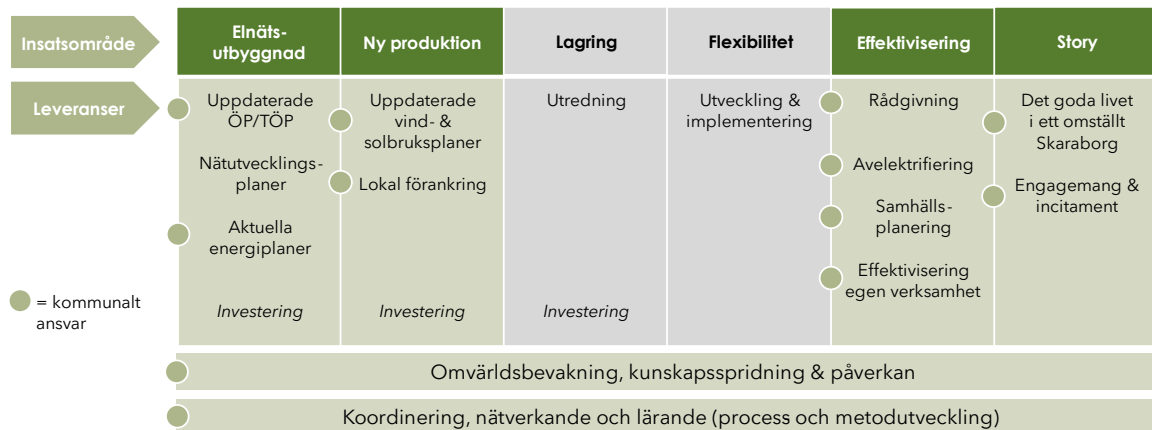 Insatsområde
Elnäts-
utbyggnad
Ny produktion
Lagring
Flexibilitet
Effektivisering
Story
Leveranser
Uppdaterade
ÖP/TÖP
Nätutvecklings-
planer
Aktuella
energiplaner
Investering
Uppdaterade
vind- &
solbruksplaner
Lokal förankring
Investering
Utredning
Investering
Utveckling &
implementering
Rådgivning
Avelektrifiering
Samhälls-
planering
Effektivisering
egen verksamhet
Det goda livet
i ett omställt
Skaraborg
Engagemang &
incitament
= kommunalt
ansvar
Omvärldsbevakning, kunskapsspridning & påverkan
Koordinering, nätverkande och lärande (process och metodutveckling)